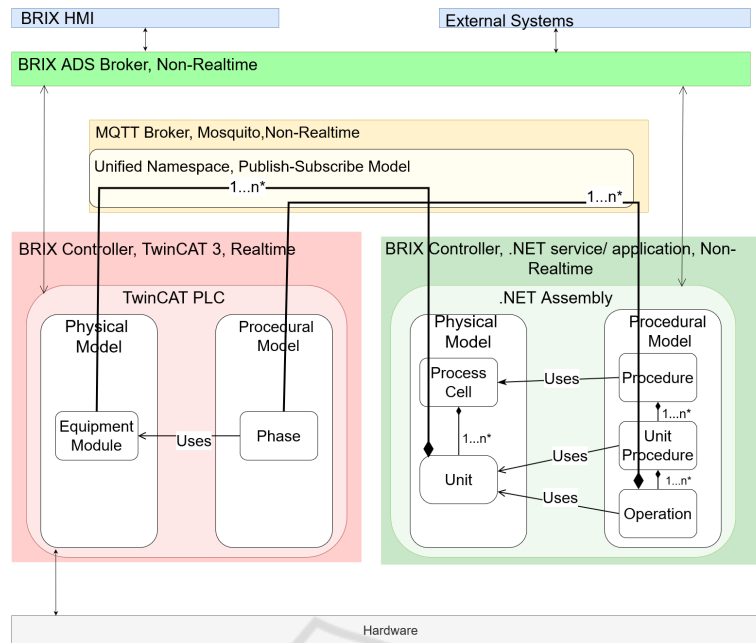 BRIX HMI
External Systems
BRIX ADS Broker, Non-Realtime
MQTT Broker, Mosquito,Non-Realtime
Unified Namespace, Publish-Subscribe Model
1...n*
1...n*
BRIX Controller, TwinCAT 3, Realtime
TwinCAT PLC
Physical
Model
Procedural
Model
Equipment
Module
Uses
Phase
BRIX Controller, .NET service/ application, Non-
Realtime
.NET Assembly
Physical
Model
Procedural
Model
Process
Cell
Uses
Procedure
1...n*
1...n*
Uses
Unit
Procedure
Unit
1...n*
Uses
Operation
Hardware